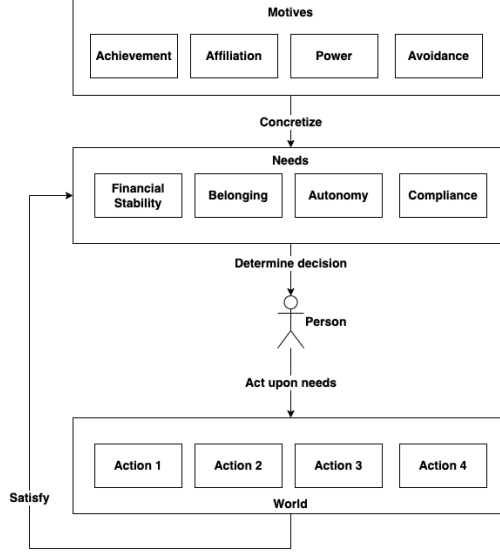 Motives
Achievement Affiliation Power Avoidance
Concretize
Needs
Financial
Stability
Belonging Autonomy Compliance
Determine decision
Person
Act upon needs
Action 1 Action 2 Action 3 Action 4
Satisfy
World